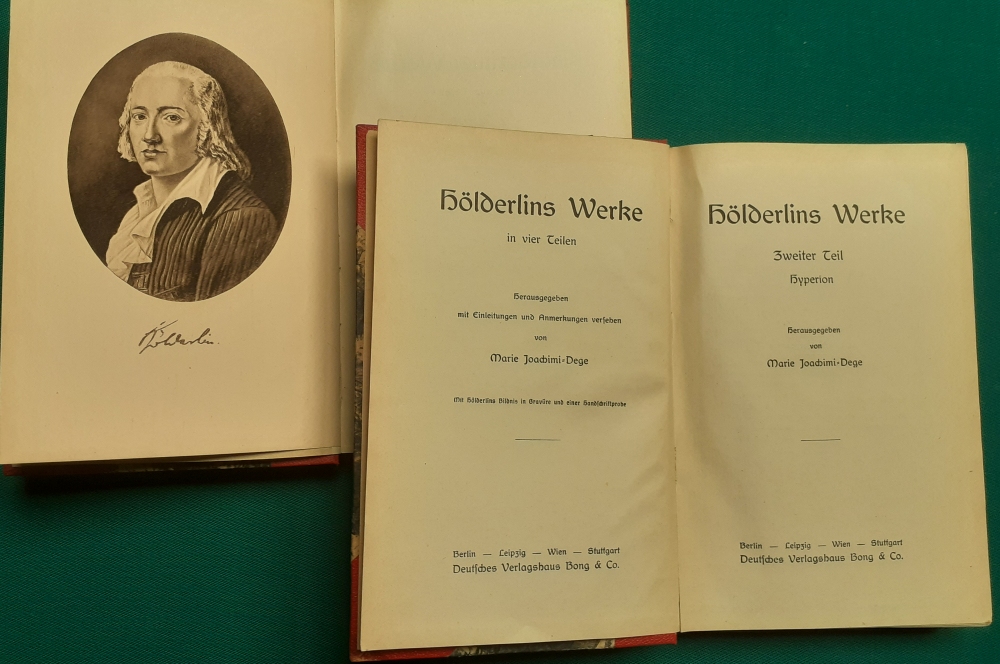 Hölderlin.
Hölderlins Werke
in vier Teilen
Herausgegeben
mit Einleitungen und Anmerkungen versehen
von
Marie Joachimi-Dege
Mit Hölderlins Bildnis in Gravüre und einer Handschriftprobe
Berlin — Leipzig — Wien — Stuttgart
Deutsches Verlagshaus Bong & Co.
Hölderlins Werke
Zweiter Teil
Hyperion
Herausgegeben
von
Marie Joachimi-Dege
Berlin — Leipzig — Wien — Stuttgart
Deutsches Verlagshaus Bong & Co.